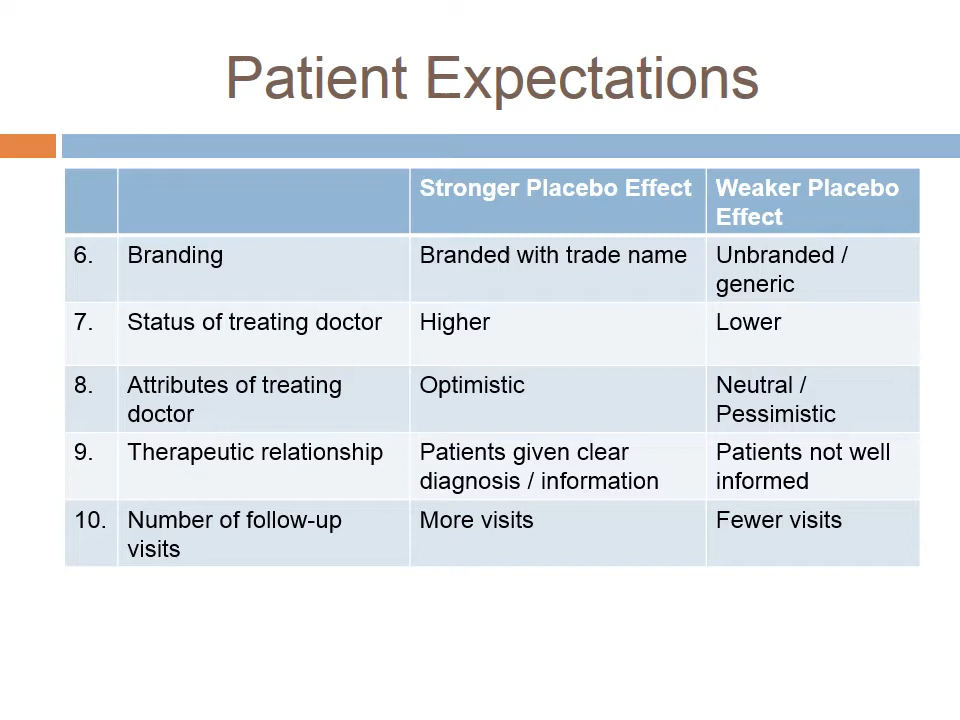 Patient Expectations
Stronger Placebo Effect
Weaker Placebo
Effect
6.
Branding
Branded with trade name
Unbranded /
generic
7.
Status of treating doctor
Higher
Lower
8.
Attributes of treating
doctor
Optimistic
Neutral /
Pessimistic
9.
Therapeutic relationship
Patients given clear
diagnosis / information
Patients not well
informed
10.
Number of follow-up
visits
More visits
Fewer visits